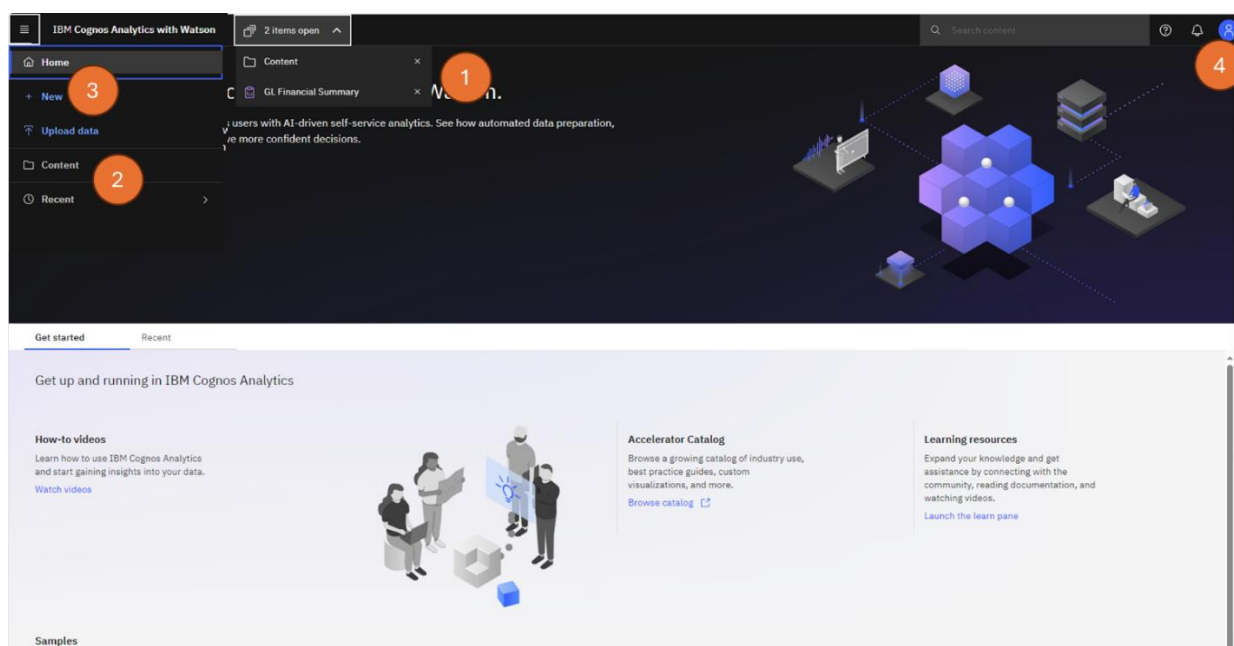 IBM Cognos Analytics with Watson
2 items open
Search content
4
Home
Content
×
1
3
New
GL Financial Summary
×
C
W
n.
users with AI-driven self-service analytics. See how automated data preparation,
Upload data
ve more confident decisions.
Content
2
Recent
Get started
Recent
Get up and running in IBM Cognos Analytics
How-to videos
Learn how to use IBM Cognos Analytics
and start gaining insights into your data.
Watch videos
Accelerator Catalog
Browse a growing catalog of industry use,
best practice guides, custom
visualizations, and more.
Browse catalog
Learning resources
Expand your knowledge and get
assistance by connecting with the
community, reading documentation, and
watching videos.
Launch the learn pane
Samples